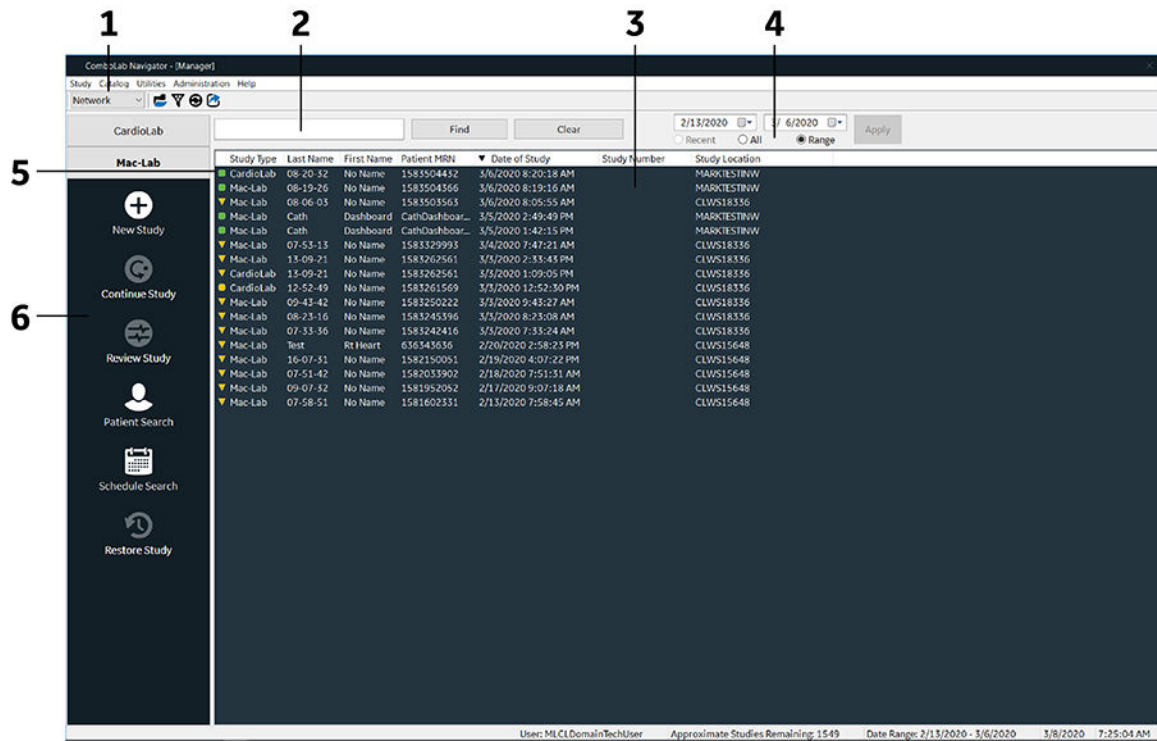 1 2 3 4
ComboLab Navigator - [Manager]
Study Catalog Utilities Administration Help
Network
CardioLab Find Clear 2/13/2020 3/ 6/2020 Apply
Recent All Range
Mac-Lab Study Type Last Name First Name Patient MRN Date of Study Study Number Study Location
5 CardioLab 08-20-32 No Name 1583504432 3/6/2020 8:20:18 AM MARKTESTINW
Mac-Lab 08-19-26 No Name 1583504366 3/6/2020 8:19:16 AM MARKTESTINW
Mac-Lab 08-06-03 No Name 1583503563 3/6/2020 8:05:55 AM CLWS18336
Mac-Lab Cath Dashboard CathDashboar... 3/5/2020 2:49:49 PM MARKTESTINW
Mac-Lab Cath Dashboard CathDashboar... 3/5/2020 1:42:15 PM MARKTESTINW
Mac-Lab 07-53-13 No Name 1583329993 3/4/2020 7:47:21 AM CLWS18336
Mac-Lab 13-09-21 No Name 1583262561 3/3/2020 2:33:43 PM CLWS18336
CardioLab 13-09-21 No Name 1583262561 3/3/2020 1:09:05 PM CLWS18336
CardioLab 12-52-49 No Name 1583261569 3/3/2020 12:52:30 PM CLWS18336
Mac-Lab 09-43-42 No Name 1583250222 3/3/2020 9:43:27 AM CLWS18336
Mac-Lab 08-23-16 No Name 1583245396 3/3/2020 8:23:08 AM CLWS18336
Mac-Lab 07-33-36 No Name 1583242416 3/3/2020 7:33:24 AM CLWS18336
Mac-Lab Test Rt Heart 636343636 2/20/2020 2:58:23 PM CLWS15648
Mac-Lab 16-07-31 No Name 1582150051 2/19/2020 4:07:22 PM CLWS15648
Mac-Lab 07-51-42 No Name 1582033902 2/18/2020 7:51:31 AM CLWS15648
Mac-Lab 09-07-32 No Name 1581952052 2/17/2020 9:07:18 AM CLWS15648
Mac-Lab 07-58-51 No Name 1581602331 2/13/2020 7:58:45 AM CLWS15648
New Study
Continue Study
6
Review Study
Patient Search
Schedule Search
Restore Study
User: MLCLDomainTechUser Approximate Studies Remaining: 1549 Date Range: 2/13/2020 - 3/6/2020 3/8/2020 7:25:04 AM